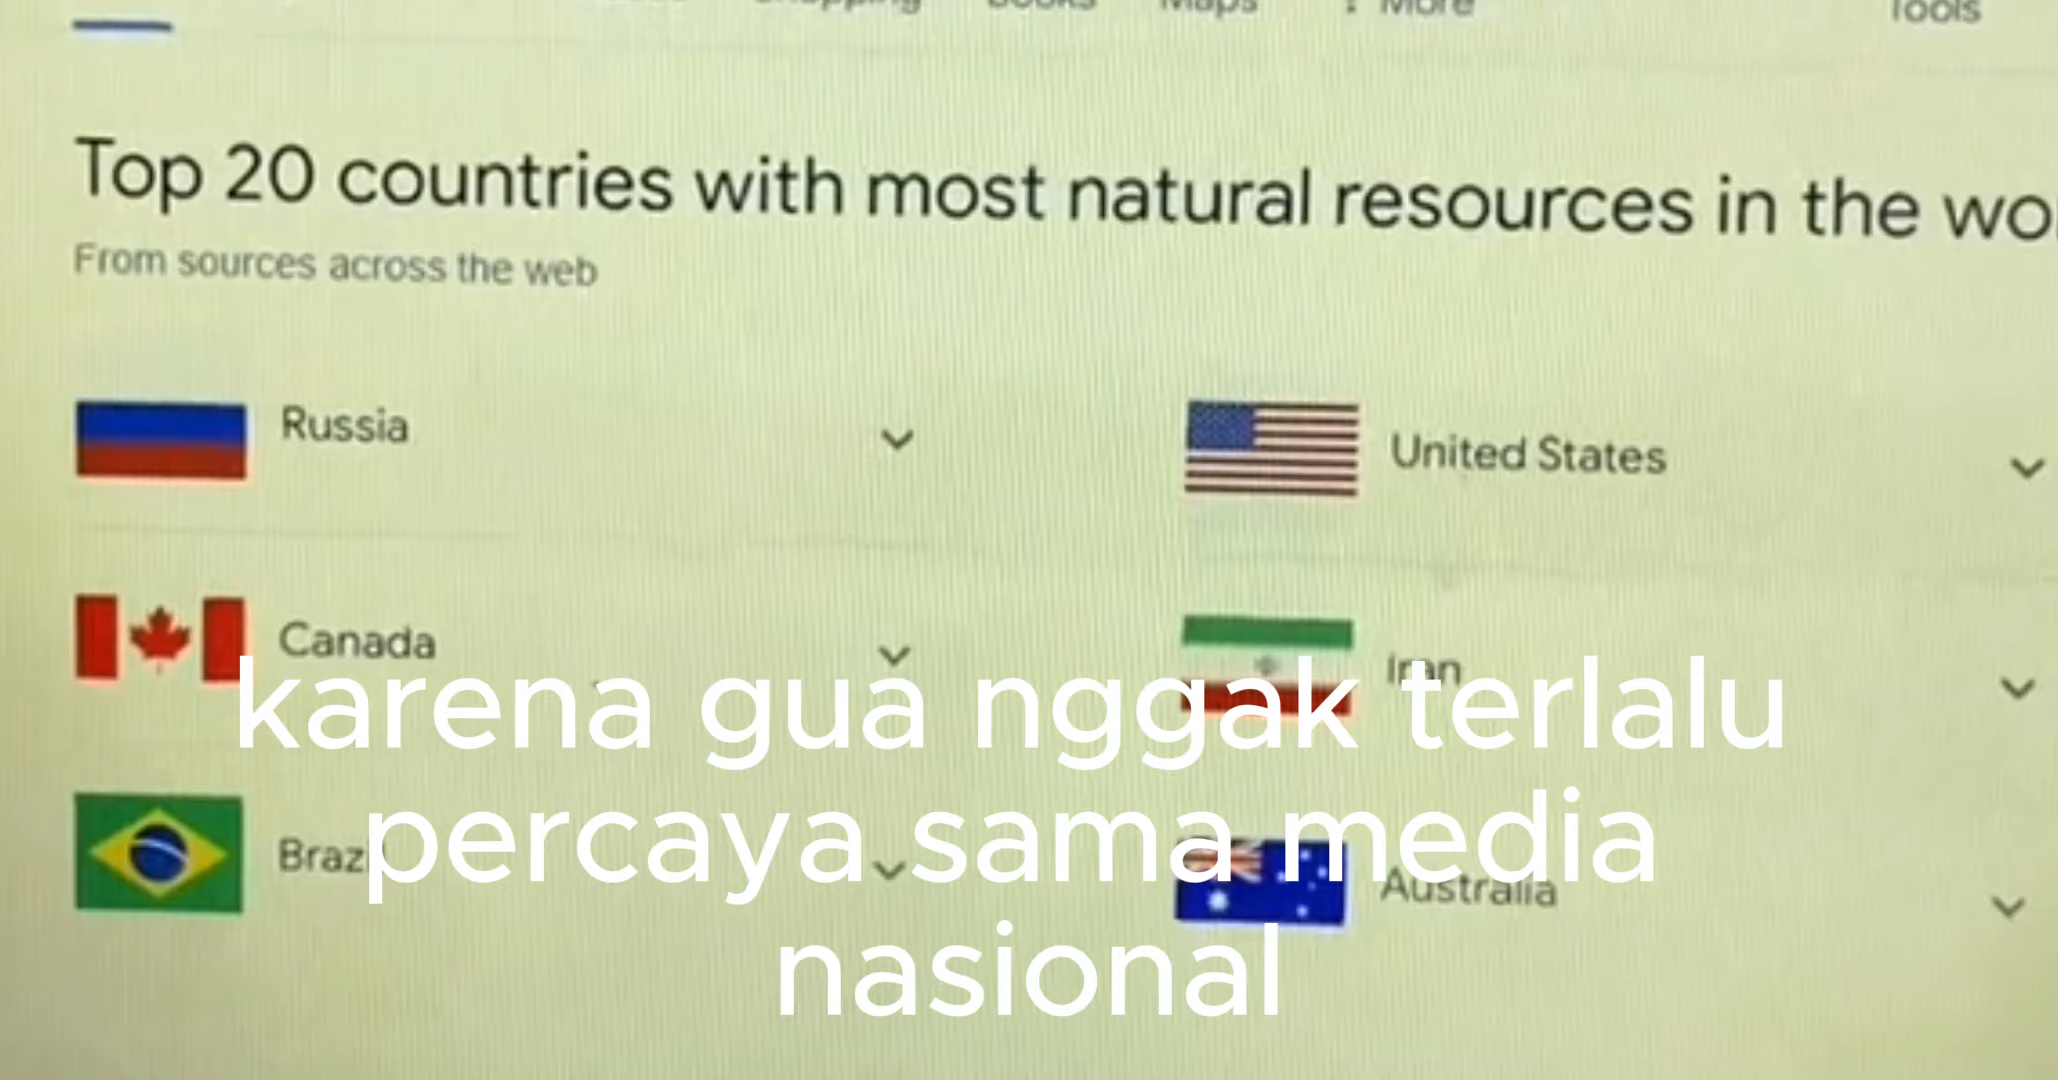 More
Tools
Top 20 countries with most natural resources in the
From sources across the web
Russia
United States
Canada
Iran
karena gua nggak terlalu
percaya sama media
Australia
nasional